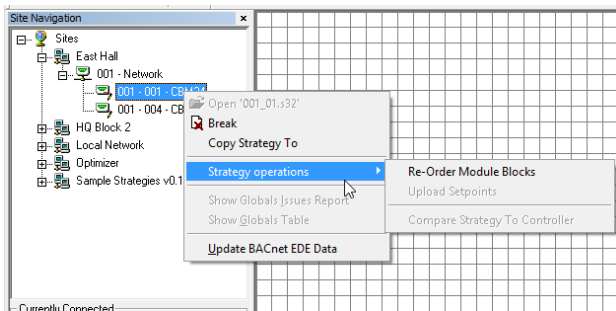 Site Navigation
×
Sites
East Hall
001 - Network
001 - 001 - CBM24
001 - 004 - CB
HQ Block 2
Local Network
Optimizer
Sample Strategies v0.1
Open '001_01.s32'
Break
Copy Strategy To
Strategy operations
Show Globals Issues Report
Show Globals Table
Update BACnet EDE Data
Re-Order Module Blocks
Upload Setpoints
Compare Strategy To Controller
Currently Connected